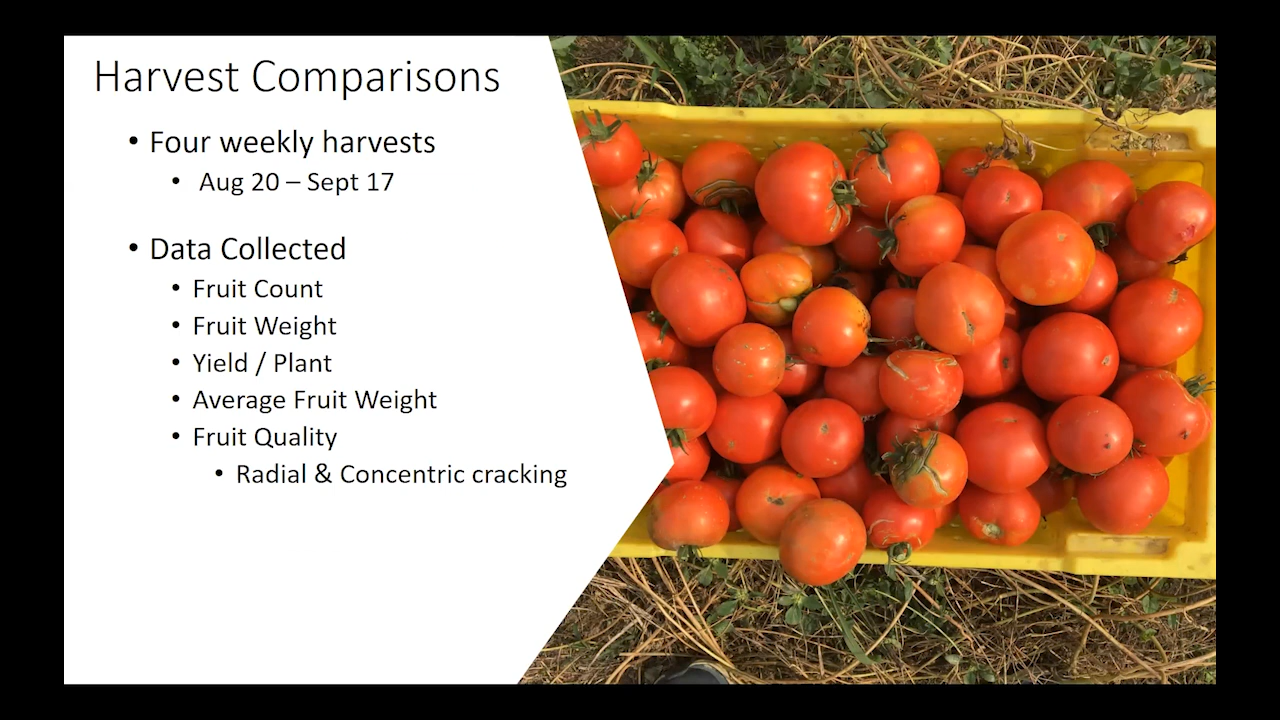 Harvest Comparisons
• Four weekly harvests
• Aug 20 – Sept 17
• Data Collected
• Fruit Count
• Fruit Weight
• Yield / Plant
• Average Fruit Weight
• Fruit Quality
• Radial & Concentric cracking